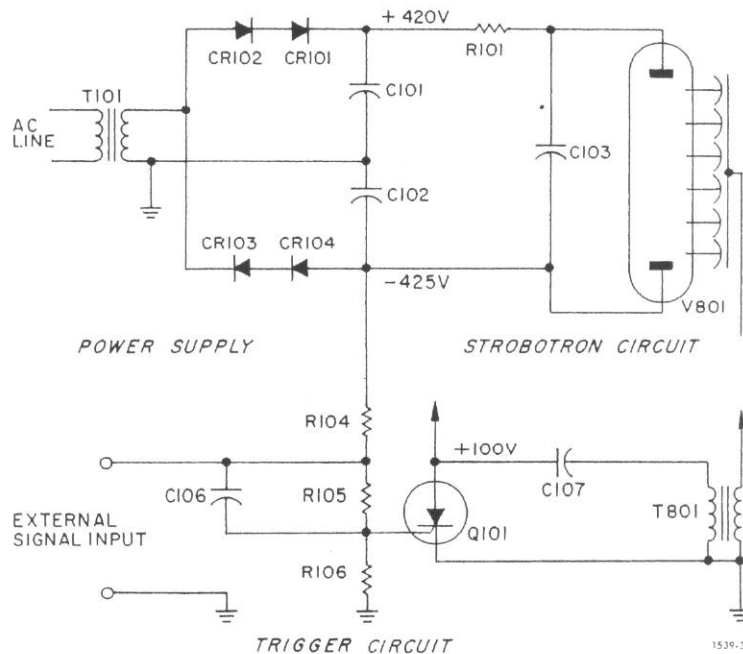 +420V
CR102
CR101
R101
T101
C101
AC
LINE
C103
C102
CR103
CR104
-425V
V801
POWER SUPPLY
STROBOTRON CIRCUIT
R104
+100V
C106
R105
C107
T801
EXTERNAL
SIGNAL INPUT
Q101
R106
TRIGGER CIRCUIT